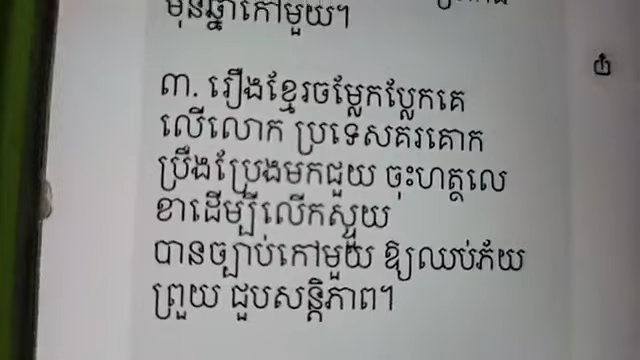 មុនឆ្នាំកៅមួយ។
៣. រឿងខ្មែរចម្លែកប្លែកគេ
លើលោក ប្រទេសគរគោក
ប្រឹងប្រែងមកជួយ ចុះហត្ថលេ
ខាដើម្បីលើកស្ទួយ
បានច្បាប់កៅមួយ ឱ្យឈប់ភ័យ
ព្រួយ ជួបសន្តិភាព។